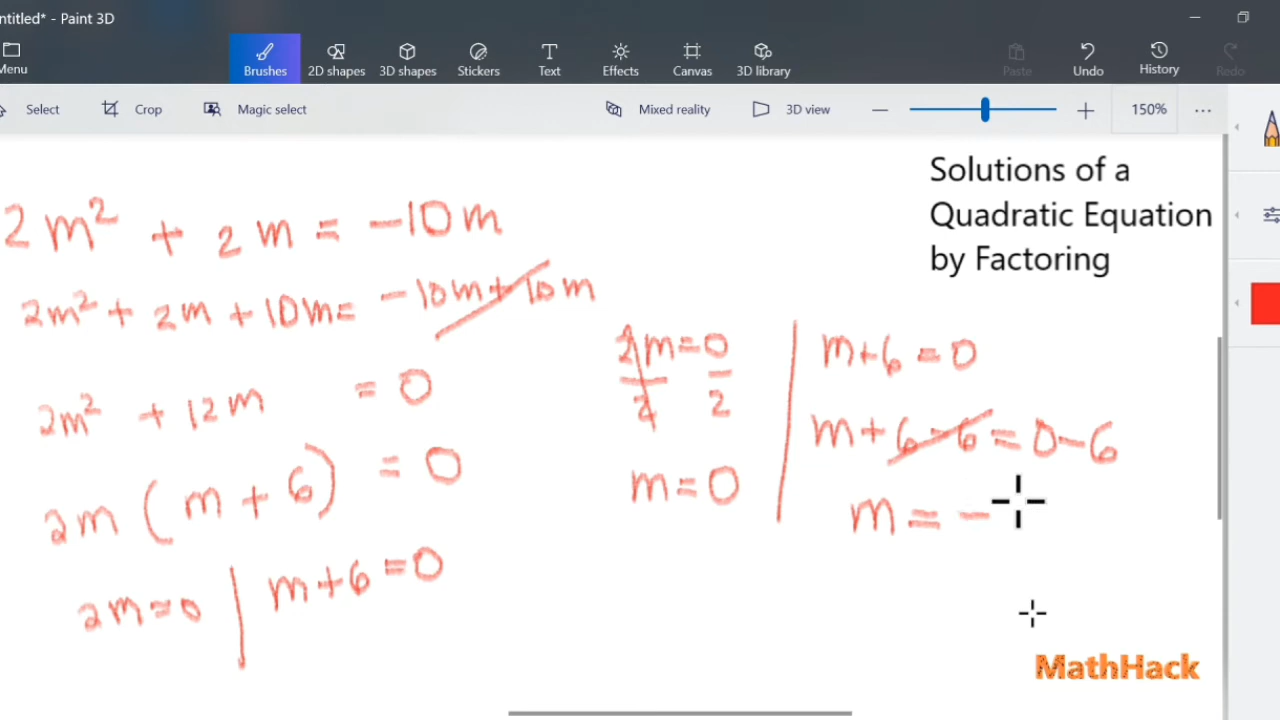 ntitled* - Paint 3D
Menu
Brushes
2D shapes
3D shapes
Stickers
Text
Effects
Canvas
3D library
Paste
Undo
History
Redo
Select
Crop
Magic select
Mixed reality
3D view
150%
Solutions of a
Quadratic Equation
by Factoring
2m² + 2m = -10m
2m² + 2m + 10m = -10m + 10m
2m² + 12m = 0
2m (m + 6) = 0
2m=0 | m+6=0
2m=0
2 2
m=0
m+6=0
m+6-6=0-6
m=-
MathHack